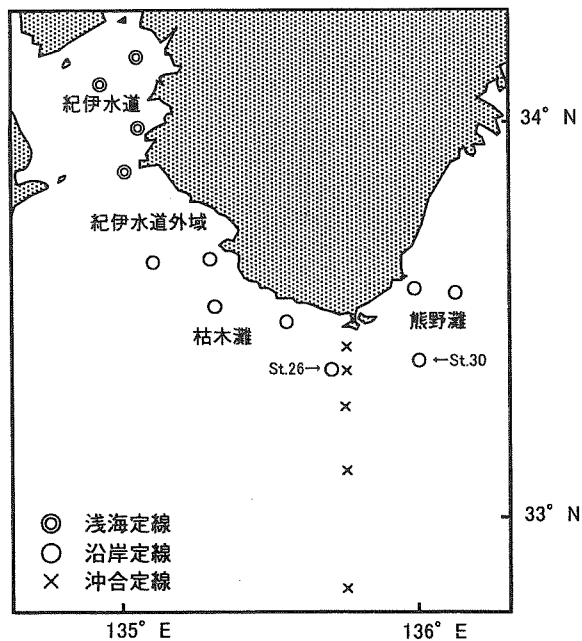 紀伊水道
34° N
紀伊水道外域
枯木灘
熊野灘
St.26→
←St.30
33° N
◎ 浅海定線
○ 沿岸定線
× 沖合定線
135° E
136° E